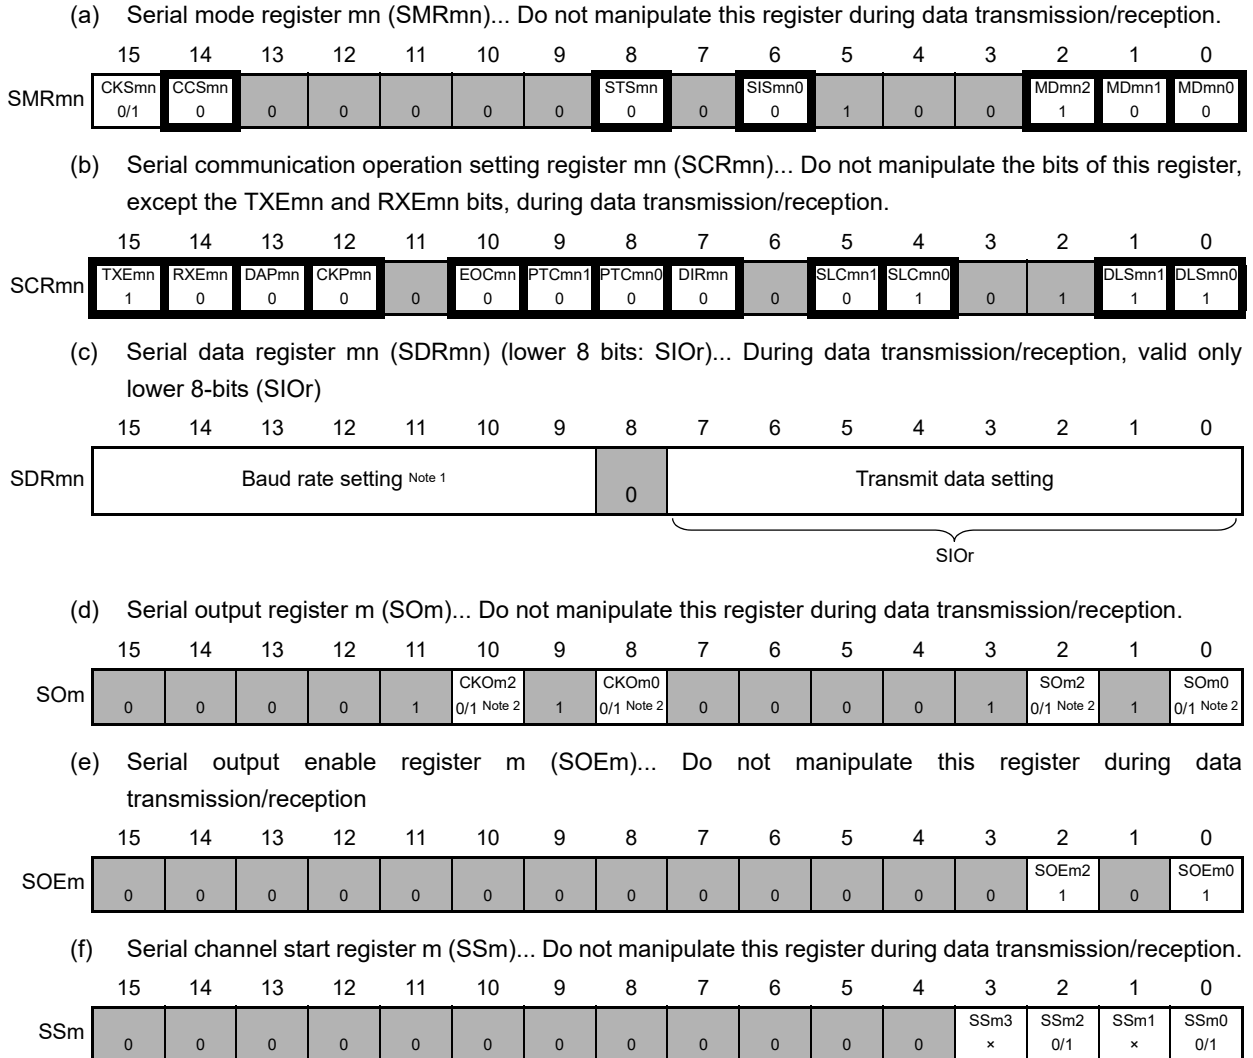 (a) Serial mode register mn (SMRmn)... Do not manipulate this register during data transmission/reception.
15 14 13 12 11 10 9 8 7 6 5 4 3 2 1 0
SMRmn CKSmn CCSmn STSmn SISmn0 MDmn2 MDmn1 MDmn0
0/1 0 0 0 0 0 0 0 0 0 1 0 0 1 0 0
(b) Serial communication operation setting register mn (SCRmn)... Do not manipulate the bits of this register,
except the TXEmn and RXEmn bits, during data transmission/reception.
15 14 13 12 11 10 9 8 7 6 5 4 3 2 1 0
SCRmn TXEmn RXEmn DAPmn CKPmn EOCmn PTCmn1 PTCmn0 DIRmn SLCmn1 SLCmn0 DLSmn1 DLSmn0
1 0 0 0 0 0 0 0 0 0 0 1 0 1 1 1
(c) Serial data register mn (SDRmn) (lower 8 bits: SIOr)... During data transmission/reception, valid only
lower 8-bits (SIOr)
15 14 13 12 11 10 9 8 7 6 5 4 3 2 1 0
SDRmn Baud rate setting Note 1 0 Transmit data setting
SIOr
(d) Serial output register m (SOm)... Do not manipulate this register during data transmission/reception.
15 14 13 12 11 10 9 8 7 6 5 4 3 2 1 0
SOm CKOm2 CKOm0 SOm2 SOm0
0 0 0 0 1 0/1 Note 2 1 0/1 Note 2 0 0 0 0 1 0/1 Note 2 1 0/1 Note 2
(e) Serial output enable register m (SOEm)... Do not manipulate this register during data
transmission/reception
15 14 13 12 11 10 9 8 7 6 5 4 3 2 1 0
SOEm SOEm2 SOEm0
0 0 0 0 0 0 0 0 0 0 0 0 0 1 0 1
(f) Serial channel start register m (SSm)... Do not manipulate this register during data transmission/reception.
15 14 13 12 11 10 9 8 7 6 5 4 3 2 1 0
SSm SSm3 SSm2 SSm1 SSm0
0 0 0 0 0 0 0 0 0 0 0 0 × 0/1 × 0/1